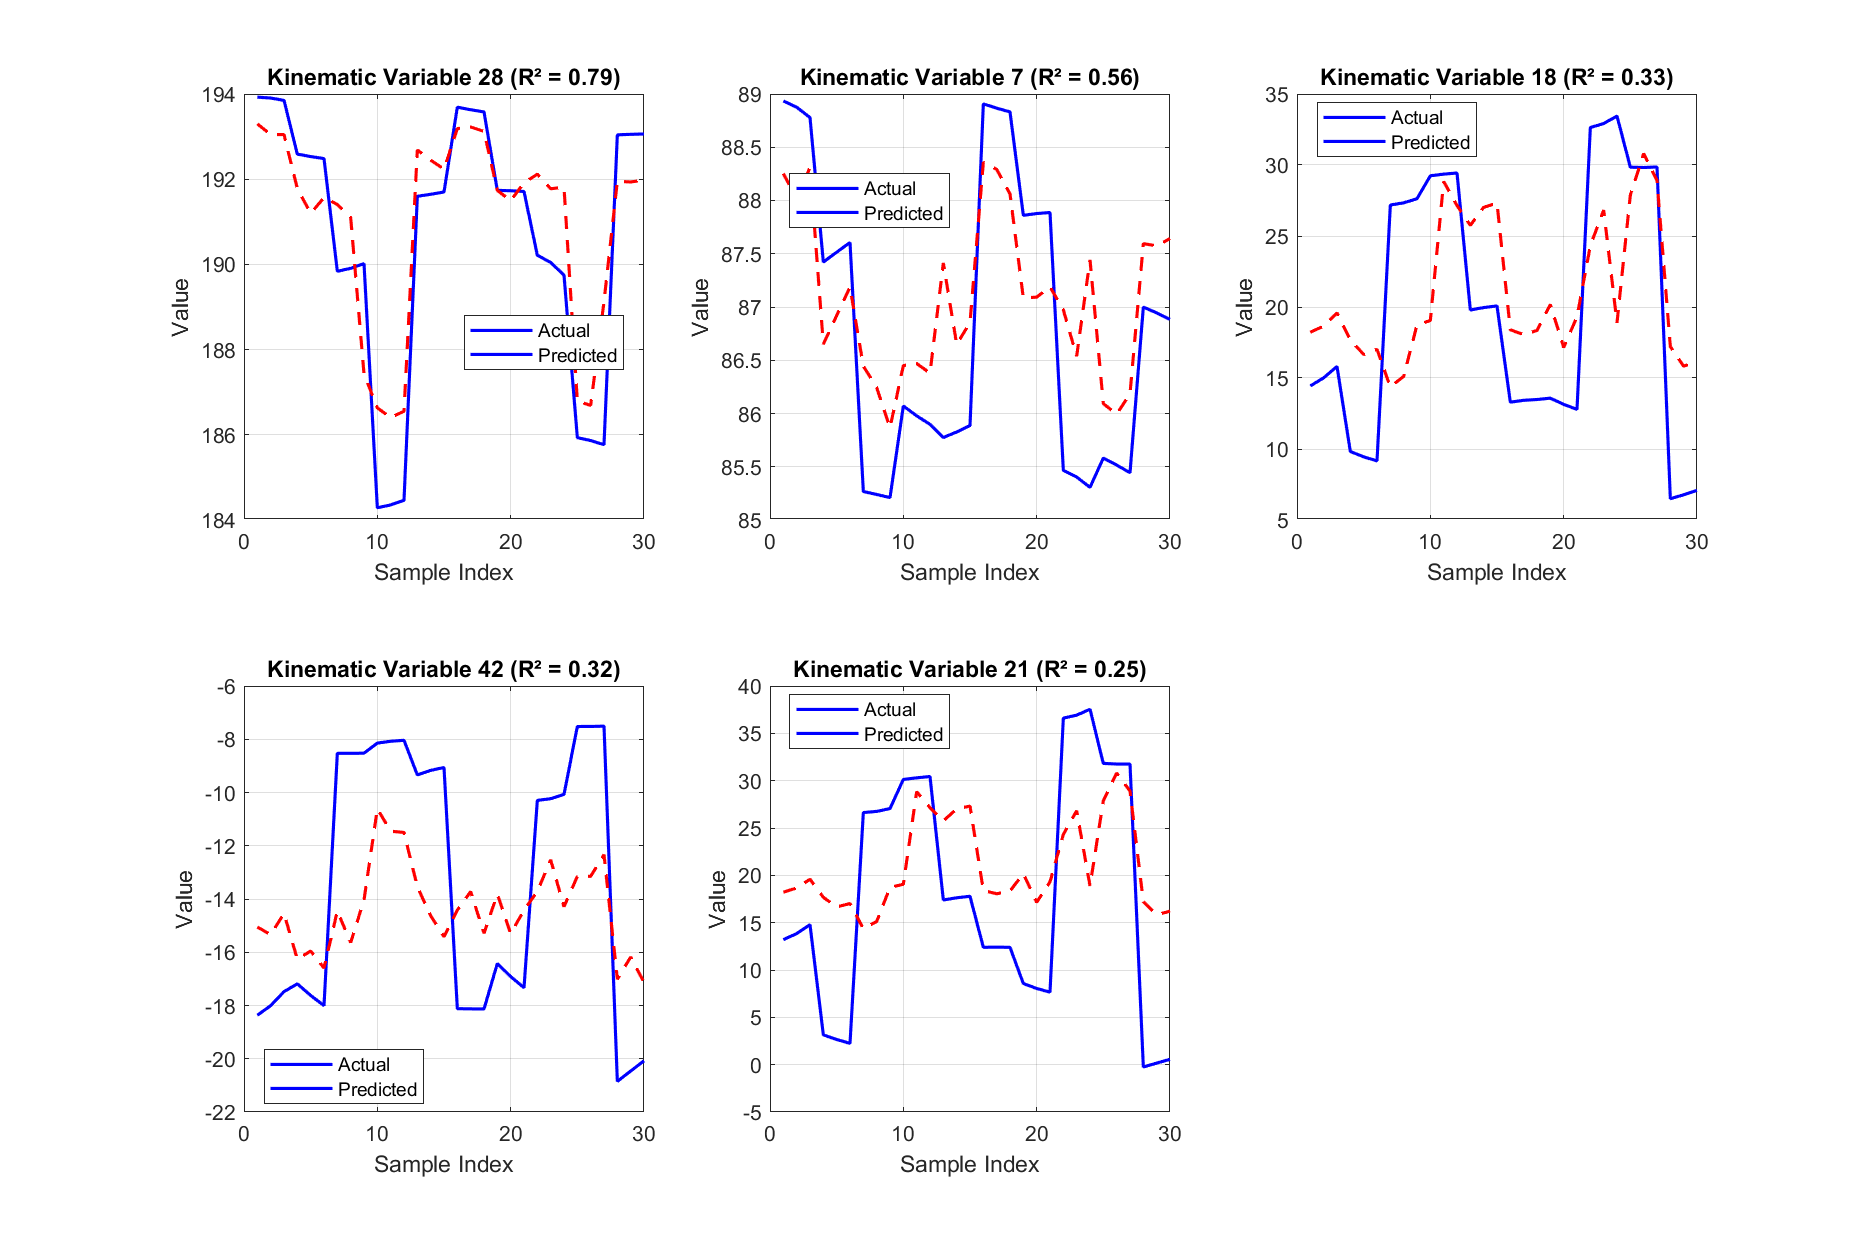 Kinematic Variable 28 (R² = 0.79)
194
192
190
188
186
184
0
10
20
30
Value
Sample Index
Actual
Predicted
Kinematic Variable 7 (R² = 0.56)
89
88.5
88
87.5
87
86.5
86
85.5
85
0
10
20
30
Value
Sample Index
Actual
Predicted
Kinematic Variable 18 (R² = 0.33)
35
30
25
20
15
10
5
0
10
20
30
Value
Sample Index
Actual
Predicted
Kinematic Variable 42 (R² = 0.32)
-6
-8
-10
-12
-14
-16
-18
-20
-22
0
10
20
30
Value
Sample Index
Actual
Predicted
Kinematic Variable 21 (R² = 0.25)
40
35
30
25
20
15
10
5
0
-5
0
10
20
30
Value
Sample Index
Actual
Predicted